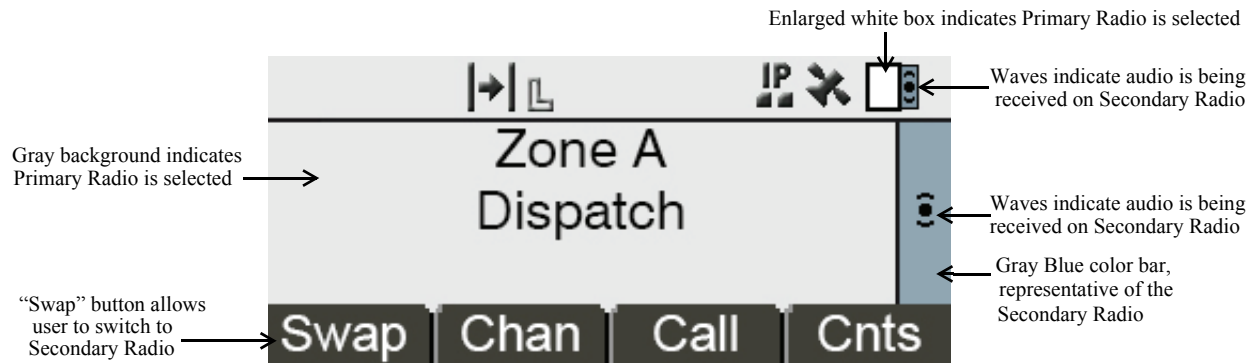 Enlarged white box indicates Primary Radio is selected
IP
Waves indicate audio is being
received on Secondary Radio
Gray background indicates
Primary Radio is selected
Zone A
Dispatch
Waves indicate audio is being
received on Secondary Radio
Gray Blue color bar,
representative of the
Secondary Radio
“Swap” button allows
user to switch to
Secondary Radio
Swap Chan Call Cnts